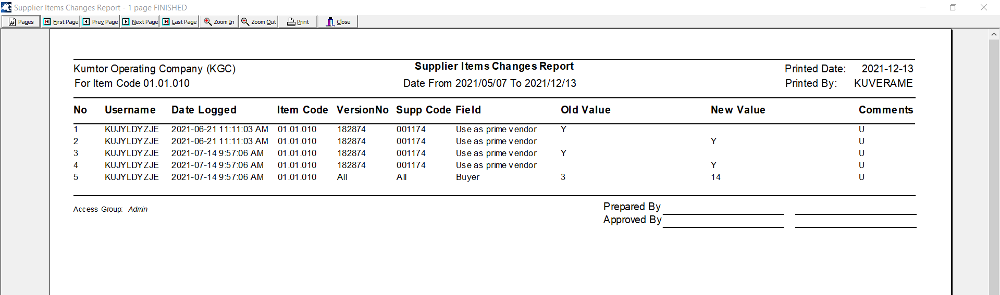 Supplier Items Changes Report - 1 page FINISHED
Pages First Page Prev Page Next Page Last Page Zoom In Zoom Out Print Close
Kumtor Operating Company (KGC) Supplier Items Changes Report Printed Date: 2021-12-13
For Item Code 01.01.010 Date From 2021/05/07 To 2021/12/13 Printed By: KUVERAME
No Username Date Logged Item Code VersionNo Supp Code Field Old Value New Value Comments
1 KUJYLDYZJE 2021-06-21 11:11:03 AM 01.01.010 182874 001174 Use as prime vendor Y U
2 KUJYLDYZJE 2021-06-21 11:11:03 AM 01.01.010 182874 001174 Use as prime vendor Y U
3 KUJYLDYZJE 2021-07-14 9:57:06 AM 01.01.010 182874 001174 Use as prime vendor Y U
4 KUJYLDYZJE 2021-07-14 9:57:06 AM 01.01.010 182874 001174 Use as prime vendor Y U
5 KUJYLDYZJE 2021-07-14 9:57:06 AM 01.01.010 All All Buyer 3 14 U
Access Group: Admin Prepared By
Approved By